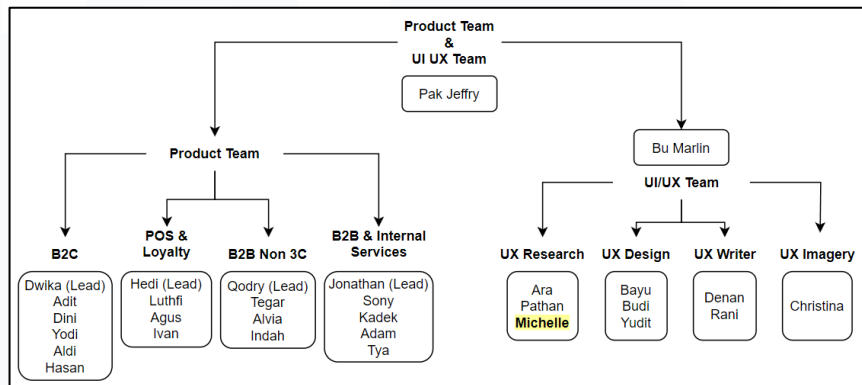 Product Team
&
UI UX Team
Pak Jeffry
Bu Marlin
Product Team
UI/UX Team
B2C
POS &
Loyalty
B2B Non 3C
B2B & Internal
Services
UX Research
UX Design
UX Writer
UX Imagery
Dwika (Lead)
Adit
Dini
Yodi
Aldi
Hasan
Hedi (Lead)
Luthfi
Agus
Ivan
Qodry (Lead)
Tegar
Alvia
Indah
Jonathan (Lead)
Sony
Kadek
Adam
Tya
Ara
Pathan
Michelle
Bayu
Budi
Yudit
Denan
Rani
Christina